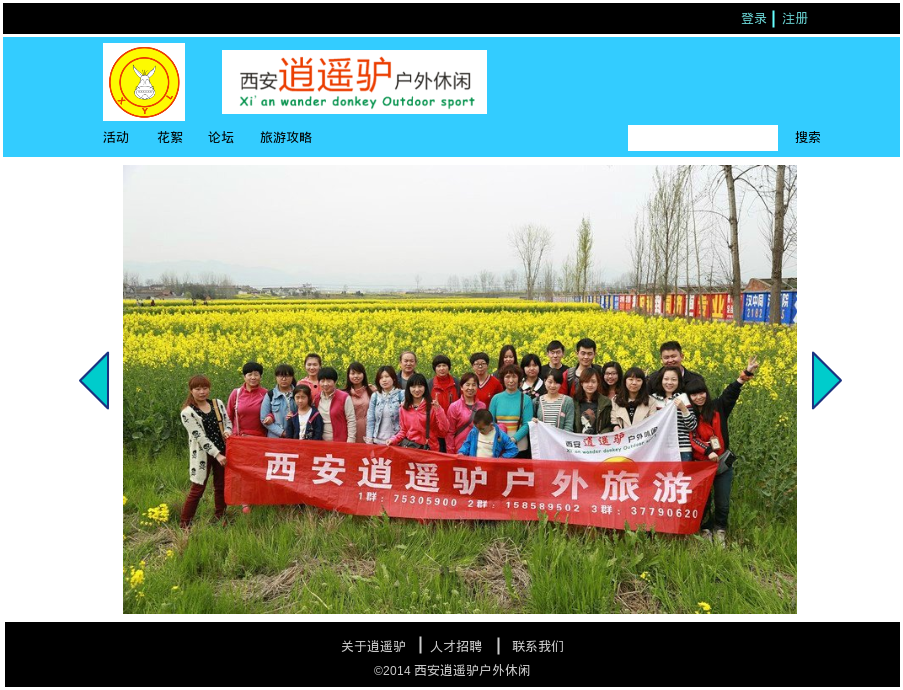 登录 注册
XYL
西安逍遥驴户外休闲
Xi'an wander donkey Outdoor sport
活动 花絮 论坛 旅游攻略 搜索
汉中周
西安逍遥驴户外休闲
Xi'an wander donkey Outdoor sport
西安逍遥驴户外旅游
1群：75305900 2群：158589502 3群：37790620
关于逍遥驴 人才招聘 联系我们
©2014 西安逍遥驴户外休闲